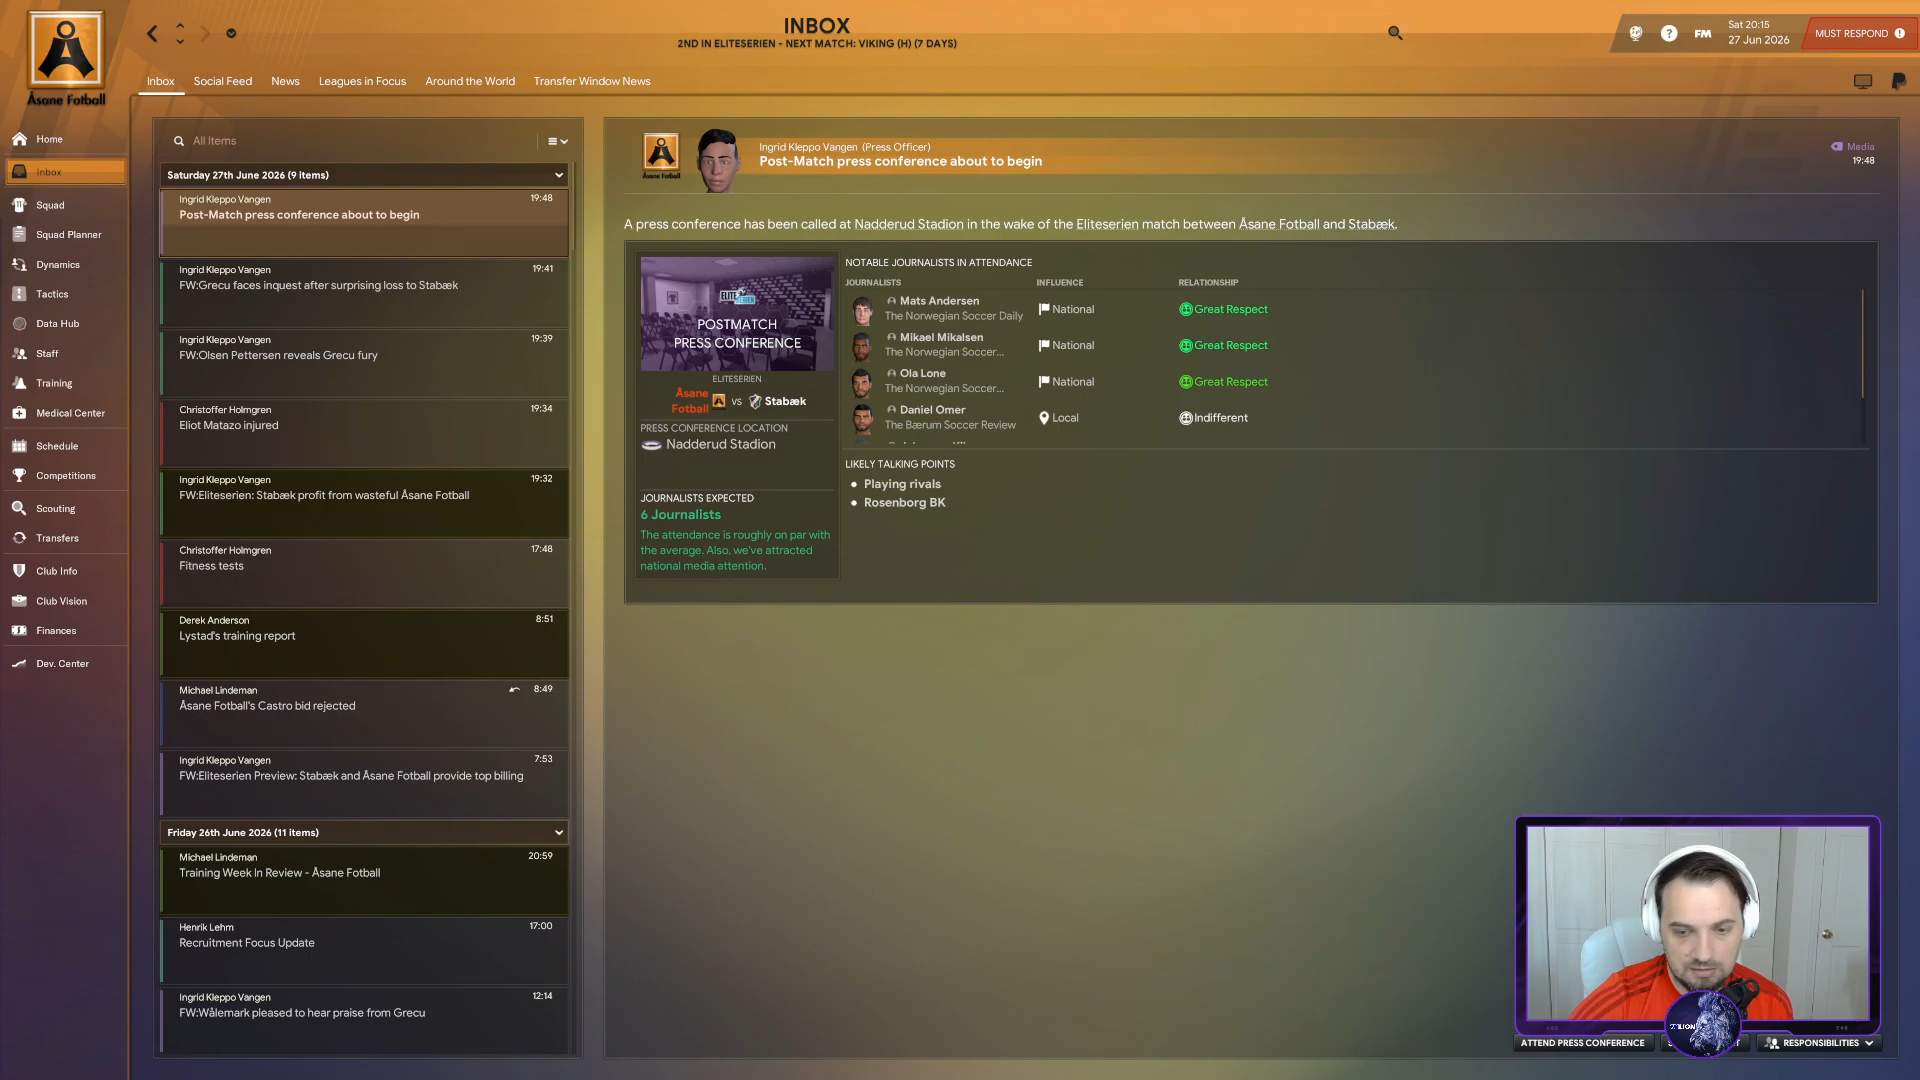 INBOX
2ND IN ELITESERIEN - NEXT MATCH: VIKING (H) (7 DAYS)
FM
Sat 20:15
27 Jun 2026
MUST RESPOND
Åsane Fotball
Inbox
Social Feed
News
Leagues in Focus
Around the World
Transfer Window News
Home
Inbox
Squad
Squad Planner
Dynamics
Tactics
Data Hub
Staff
Training
Medical Center
Schedule
Competitions
Scouting
Transfers
Club Info
Club Vision
Finances
Dev. Center
All Items
Saturday 27th June 2026 (9 items)
Ingrid Kleppo Vangen 19:48
Post-Match press conference about to begin
Ingrid Kleppo Vangen 19:41
FW:Grecu faces inquest after surprising loss to Stabæk
Ingrid Kleppo Vangen 19:39
FW:Olsen Pettersen reveals Grecu fury
Christoffer Holmgren 19:34
Eliot Matazo injured
Ingrid Kleppo Vangen 19:32
FW:Eliteserien: Stabæk profit from wasteful Åsane Fotball
Christoffer Holmgren 17:48
Fitness tests
Derek Anderson 8:51
Lystad's training report
Michael Lindeman 8:49
Åsane Fotball's Castro bid rejected
Ingrid Kleppo Vangen 7:53
FW:Eliteserien Preview: Stabæk and Åsane Fotball provide top billing
Friday 26th June 2026 (11 items)
Michael Lindeman 20:59
Training Week In Review - Åsane Fotball
Henrik Lehm 17:00
Recruitment Focus Update
Ingrid Kleppo Vangen 12:14
FW:Wålemark pleased to hear praise from Grecu
Åsane Fotball
Ingrid Kleppo Vangen (Press Officer)
Post-Match press conference about to begin
Media
19:48
A press conference has been called at Nadderud Stadion in the wake of the Eliteserien match between Åsane Fotball and Stabæk.
ELITE
SERIEN
POSTMATCH
PRESS CONFERENCE
ELITESERIEN
Åsane
Fotball
VS
Stabæk
PRESS CONFERENCE LOCATION
Nadderud Stadion
JOURNALISTS EXPECTED
6 Journalists
The attendance is roughly on par with
the average. Also, we've attracted
national media attention.
NOTABLE JOURNALISTS IN ATTENDANCE
JOURNALISTS INFLUENCE RELATIONSHIP
Mats Andersen
The Norwegian Soccer Daily
National
Great Respect
Mikael Mikalsen
The Norwegian Soccer...
National
Great Respect
Ola Lone
The Norwegian Soccer...
National
Great Respect
Daniel Omer
The Bærum Soccer Review
Local
Indifferent
LIKELY TALKING POINTS
Playing rivals
Rosenborg BK
ATTEND PRESS CONFERENCE
RESPONSIBILITIES